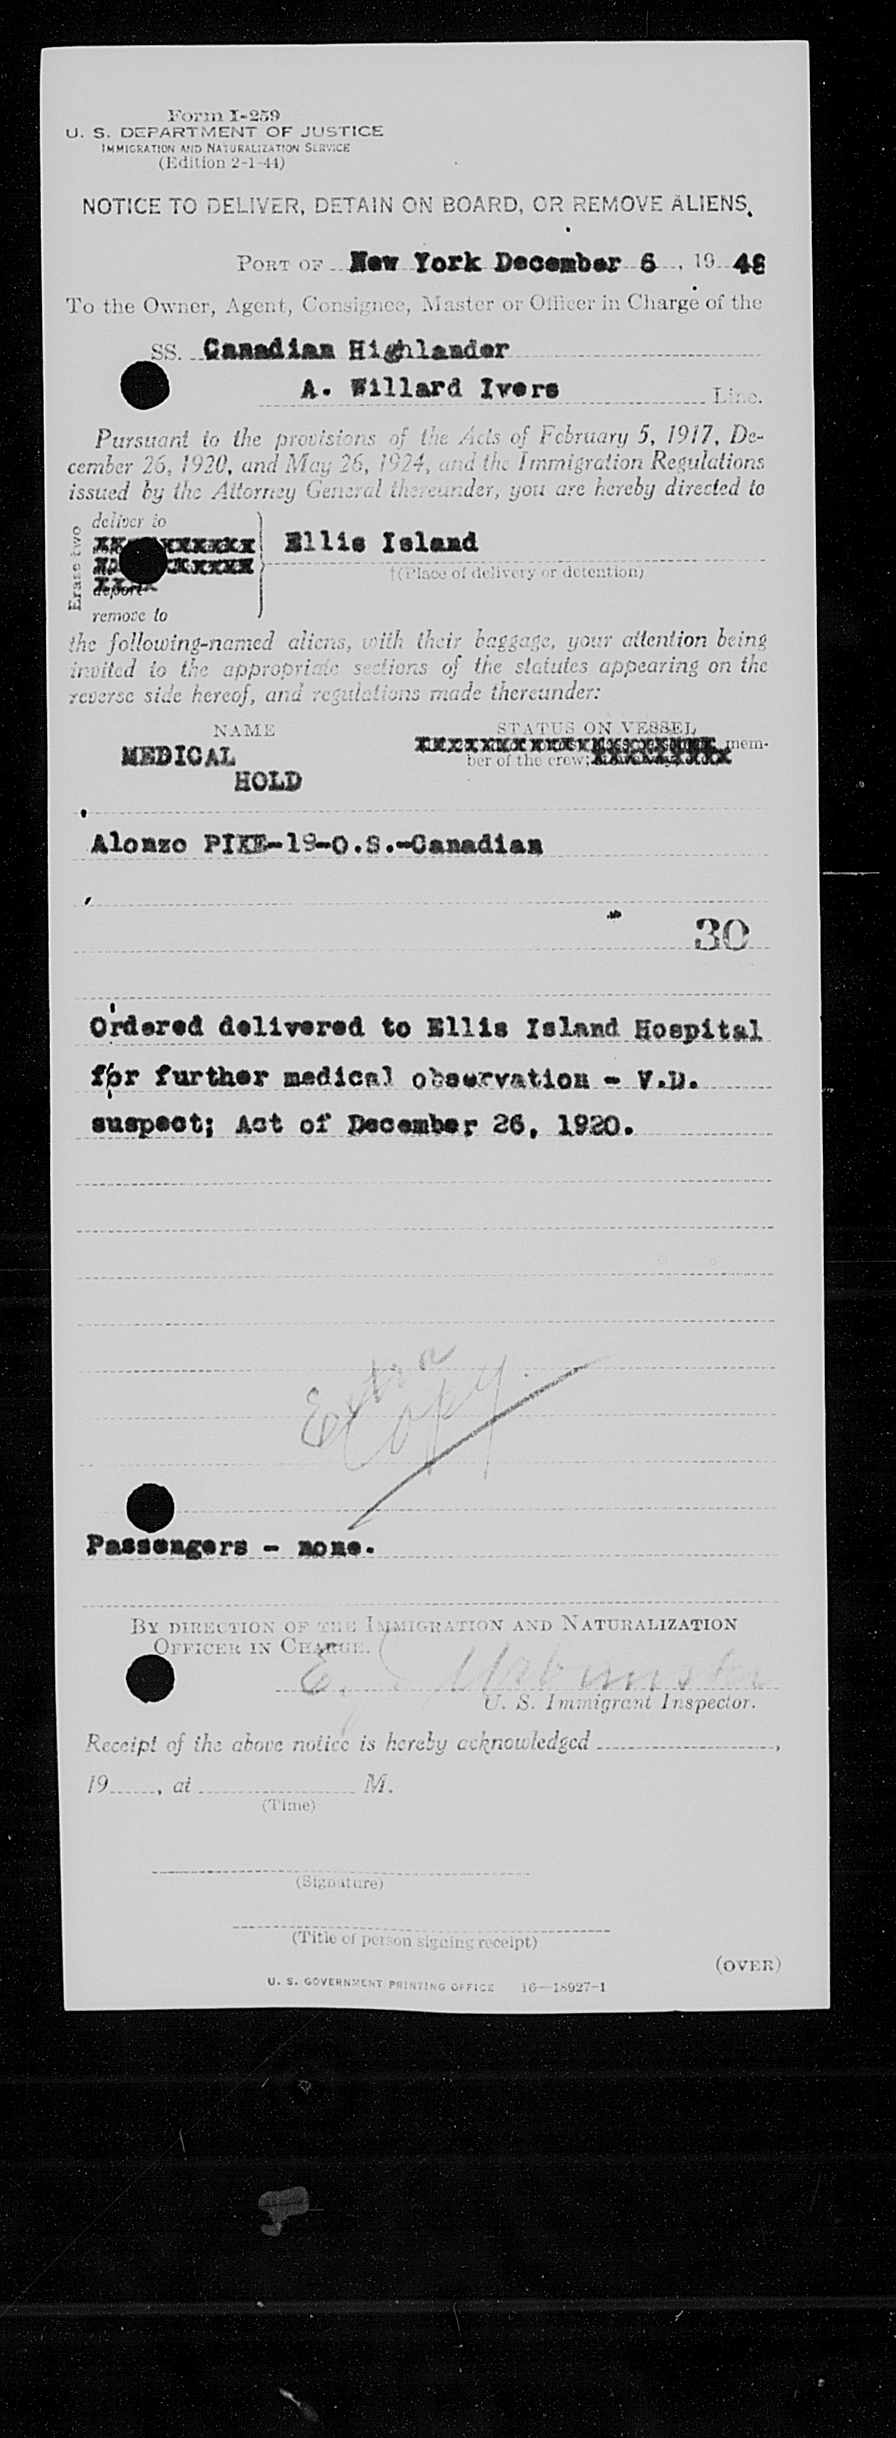 Form I-259
U. S. DEPARTMENT OF JUSTICE
IMMIGRATION AND NATURALIZATION SERVICE
(Edition 2-1-44)
NOTICE TO DELIVER, DETAIN ON BOARD, OR REMOVE ALIENS
PORT OF New York December 6, 1948
To the Owner, Agent, Consignee, Master or Officer in Charge of the
SS. Canadian Highlander
A. Willard Ivers Line.
Pursuant to the provisions of the Acts of February 5, 1917, De-
cember 26, 1920, and May 26, 1924, and the Immigration Regulations
issued by the Attorney General thereunder, you are hereby directed to
Erase two
deliver to
Ellis Island
†(Place of delivery or detention)
deport
remove to
the following-named aliens, with their baggage, your attention being
invited to the appropriate sections of the statutes appearing on the
reverse side hereof, and regulations made thereunder:
NAME STATUS ON VESSEL
MEDICAL mem-
ber of the crew;
HOLD
Alonzo PIKE-19-O.S.-Canadian
30
Ordered delivered to Ellis Island Hospital
for further medical observation - V.D.
suspect; Act of December 26, 1920.
Extra
Copy
Passengers - none.
BY DIRECTION OF THE IMMIGRATION AND NATURALIZATION
OFFICER IN CHARGE.
U. S. Immigrant Inspector.
Receipt of the above notice is hereby acknowledged ,
19 , at M.
(Time)
(Signature)
(Title of person signing receipt)
(OVER)
U. S. GOVERNMENT PRINTING OFFICE 16—18927-1